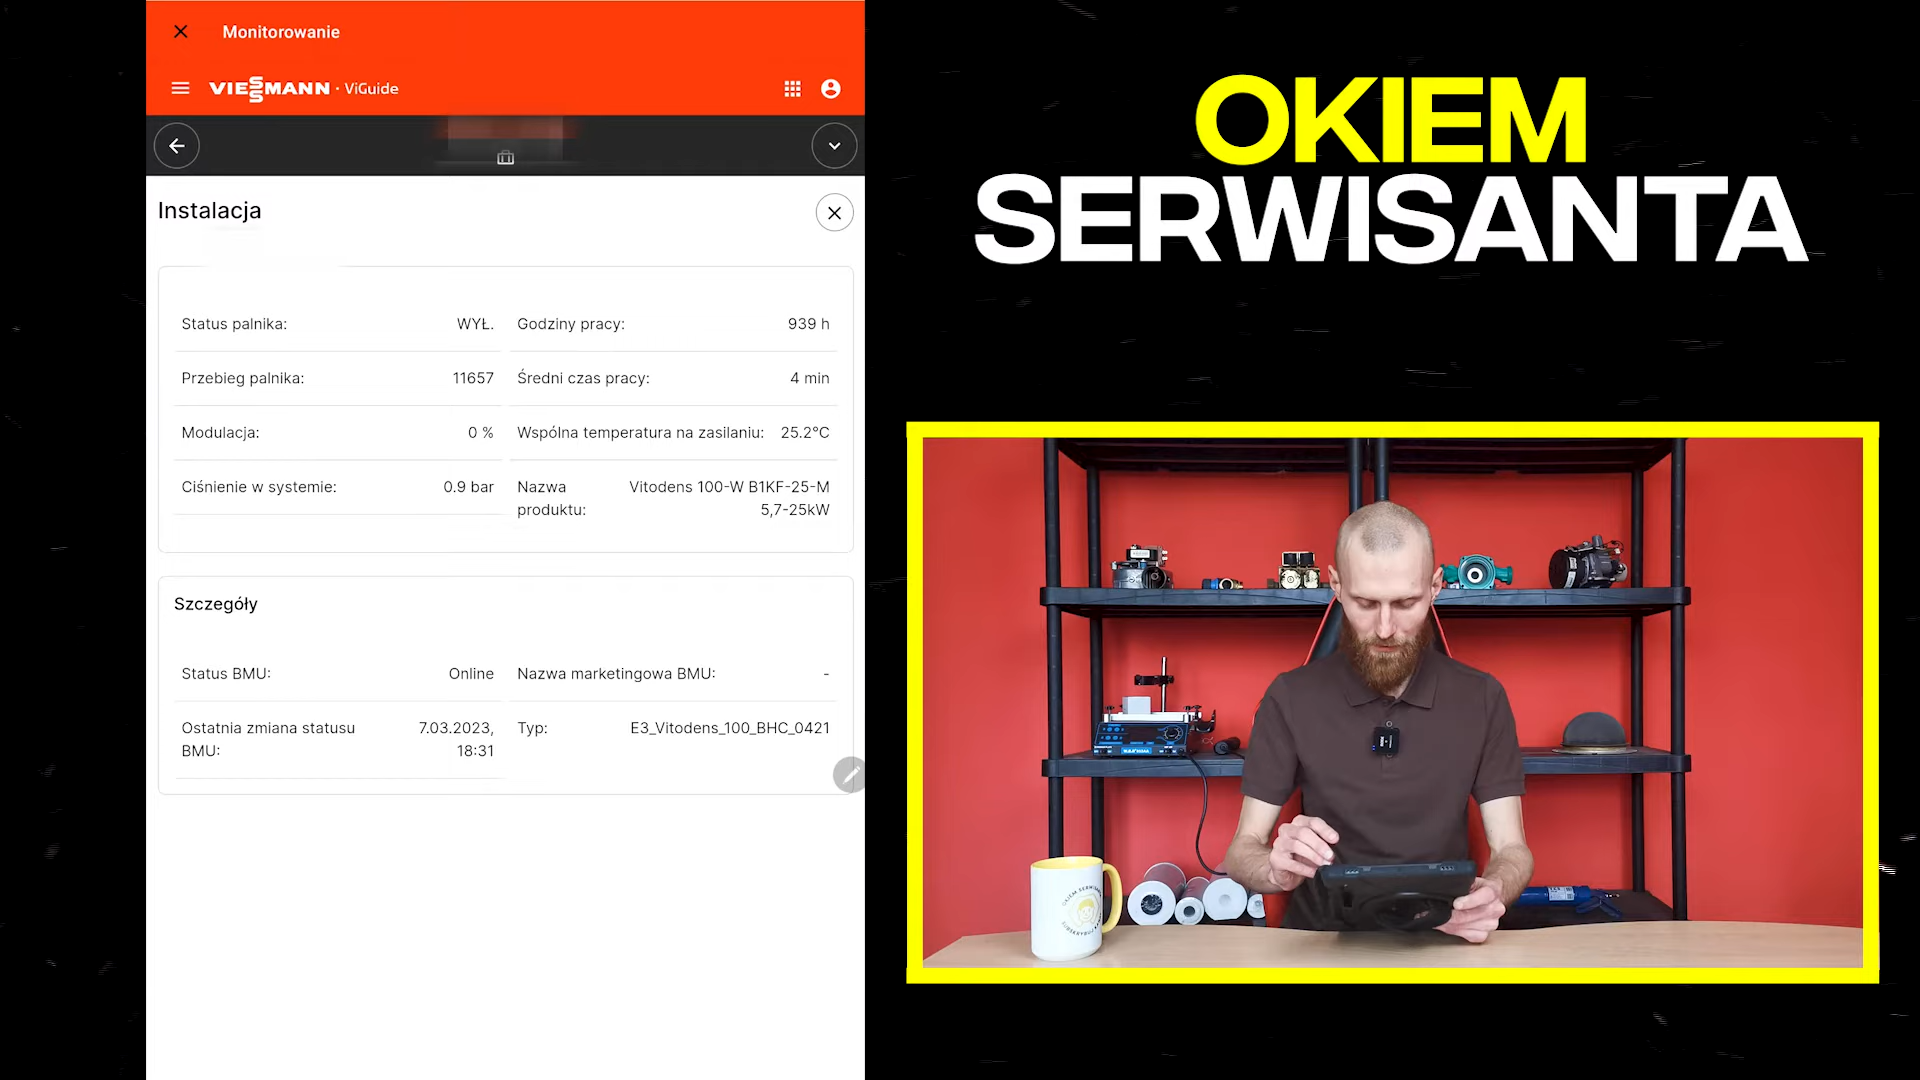 Monitorowanie
VIESSMANN · ViGuide
Instalacja
Status palnika: WYŁ. Godziny pracy: 939 h
Przebieg palnika: 11657 Średni czas pracy: 4 min
Modulacja: 0 % Wspólna temperatura na zasilaniu: 25.2°C
Ciśnienie w systemie: 0.9 bar Nazwa produktu: Vitodens 100-W B1KF-25-M 5,7-25kW
Szczegóły
Status BMU: Online Nazwa marketingowa BMU: -
Ostatnia zmiana statusu BMU: 7.03.2023, 18:31 Typ: E3_Vitodens_100_BHC_0421
OKIEM
SERWISANTA